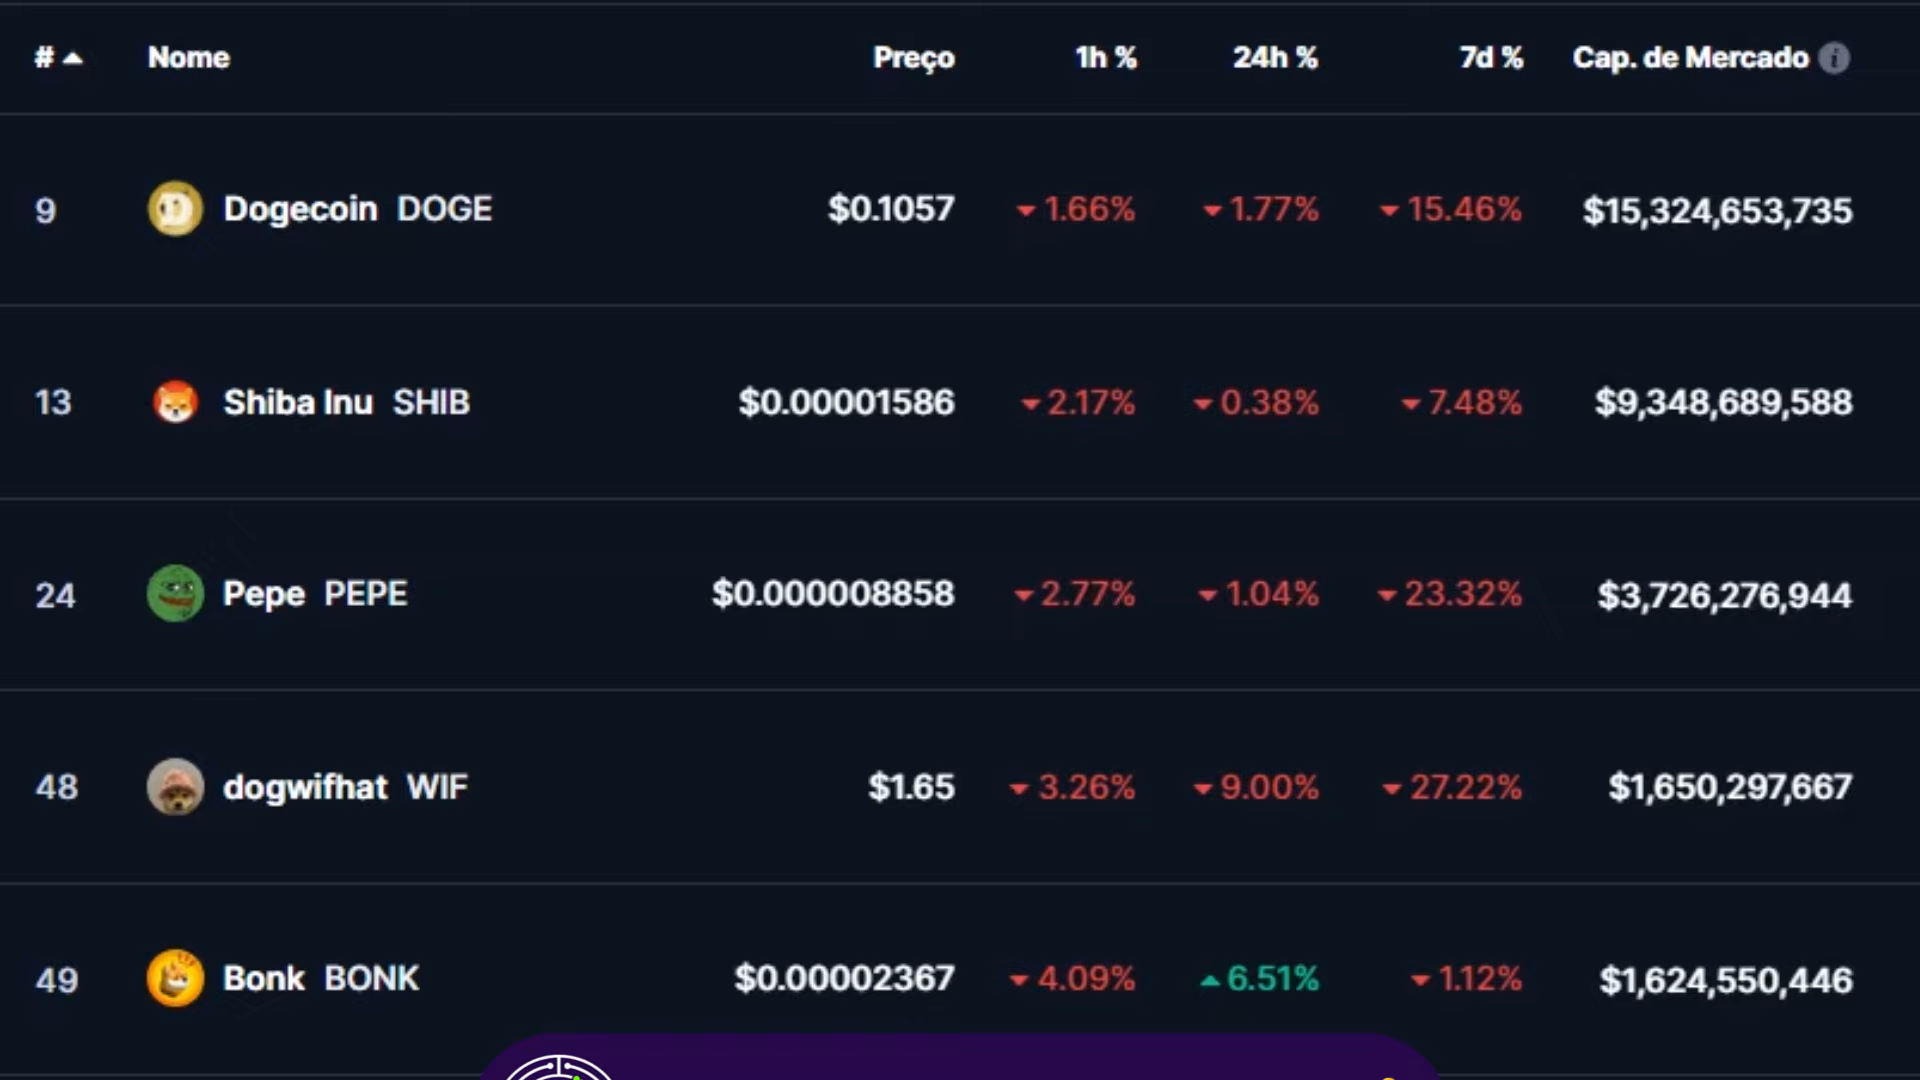 # Nome Preço 1h % 24h % 7d % Cap. de Mercado
9 Dogecoin DOGE $0.1057 1.66% 1.77% 15.46% $15,324,653,735
13 Shiba Inu SHIB $0.00001586 2.17% 0.38% 7.48% $9,348,689,588
24 Pepe PEPE $0.000008858 2.77% 1.04% 23.32% $3,726,276,944
48 dogwifhat WIF $1.65 3.26% 9.00% 27.22% $1,650,297,667
49 Bonk BONK $0.00002367 4.09% 6.51% 1.12% $1,624,550,446